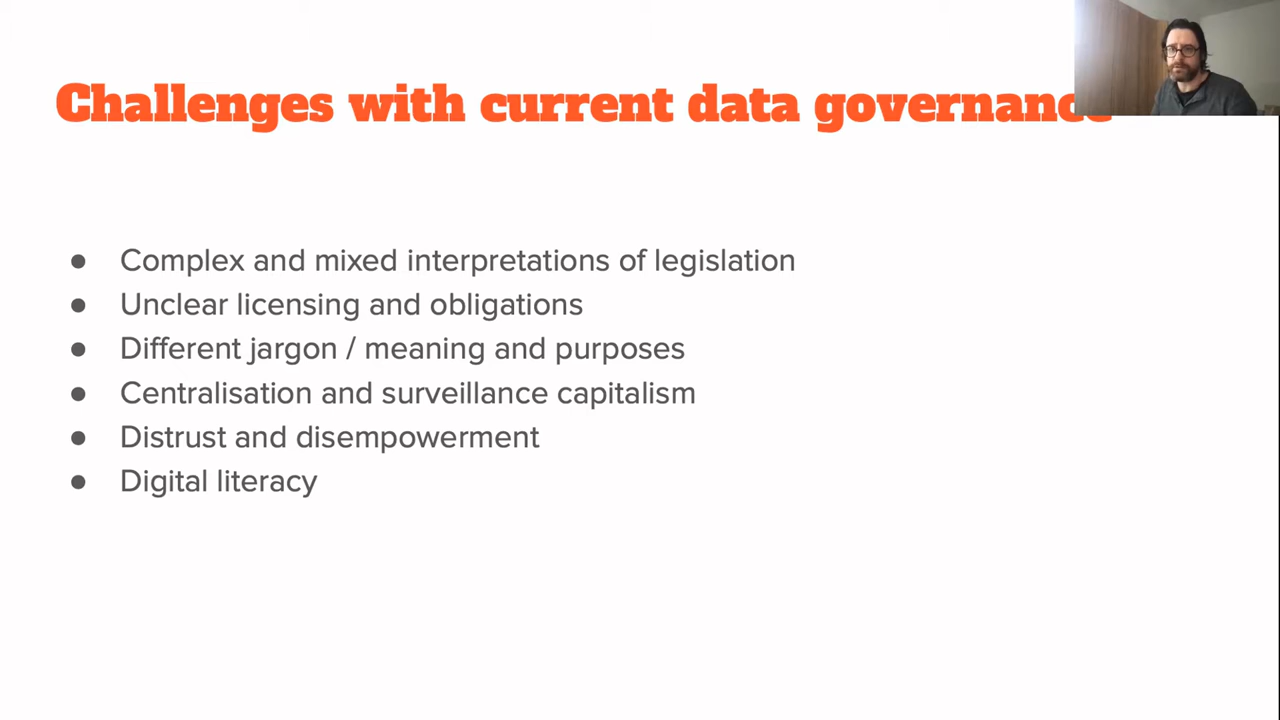 Challenges with current data governance
● Complex and mixed interpretations of legislation
● Unclear licensing and obligations
● Different jargon / meaning and purposes
● Centralisation and surveillance capitalism
● Distrust and disempowerment
● Digital literacy